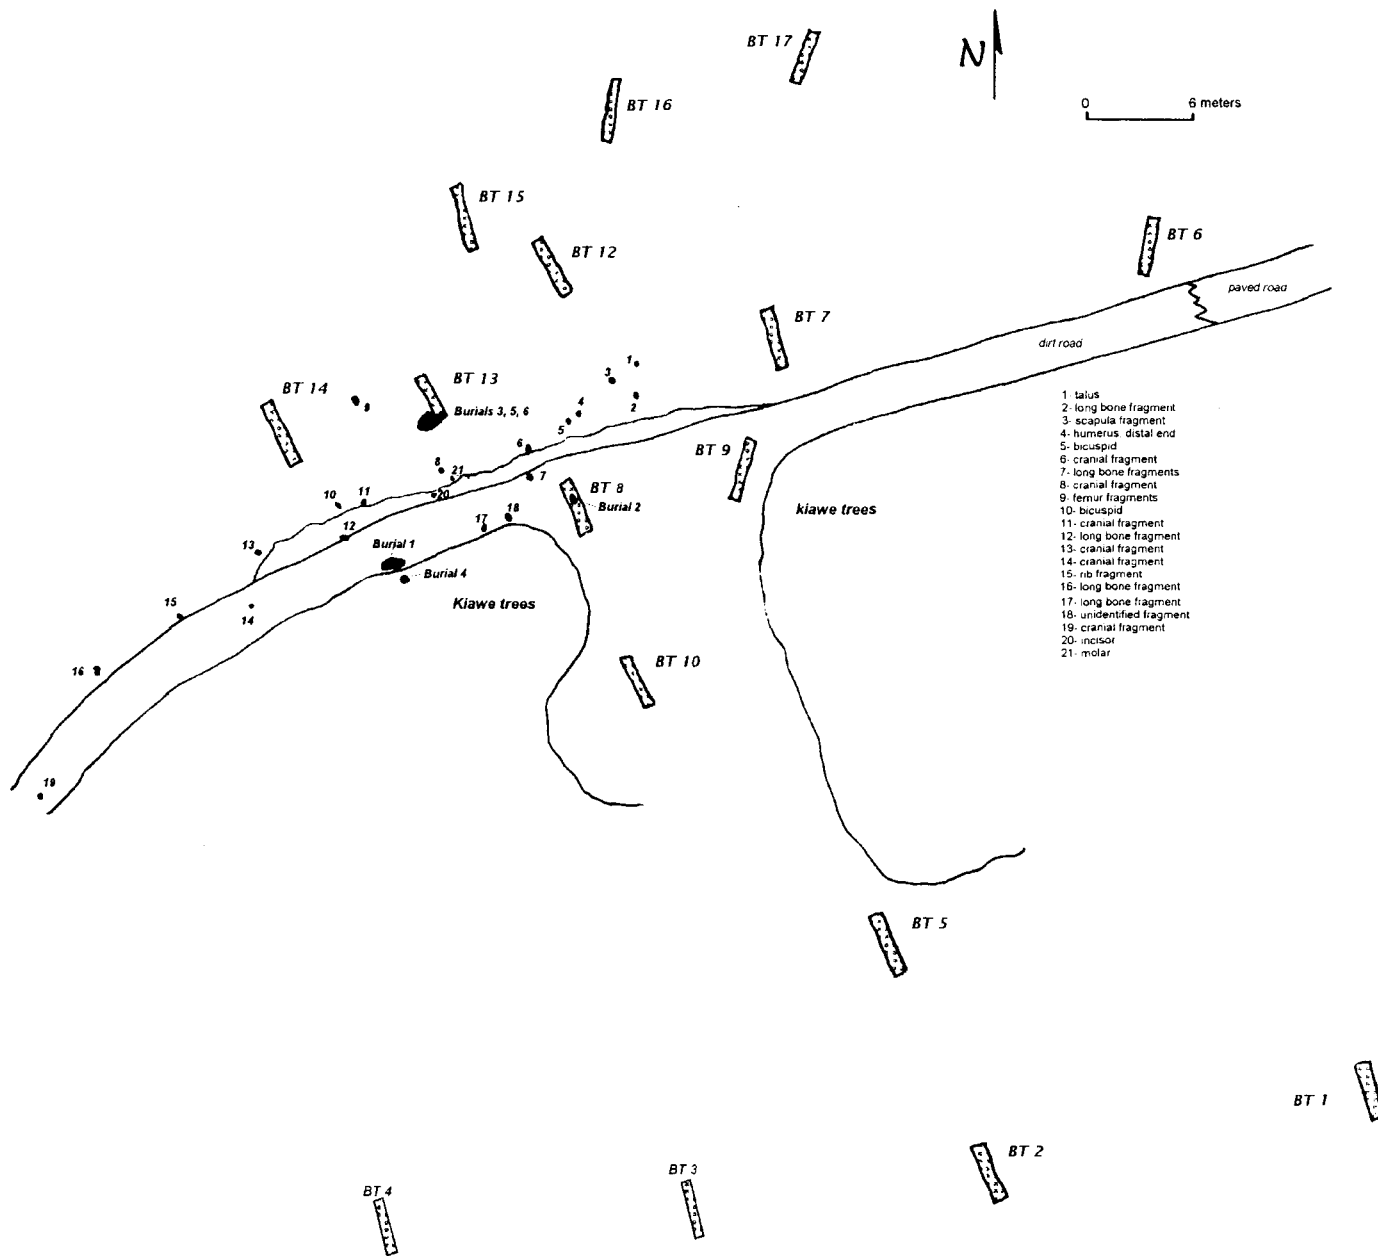 BT 17
N
0 6 meters
BT 16
BT 15
BT 6
BT 12
paved road
BT 7
dirt road
1
3
BT 13
BT 14
2
9
4
Burials 3, 5, 6
5
1- talus
2- long bone fragment
3- scapula fragment
4- humerus, distal end
5- bicuspid
6- cranial fragment
7- long bone fragments
8- cranial fragment
9- femur fragments
10- bicuspid
11- cranial fragment
12- long bone fragment
13- cranial fragment
14- cranial fragment
15- rib fragment
16- long bone fragment
17- long bone fragment
18- unidentified fragment
19- cranial fragment
20- incisor
21- molar
6
BT 9
8
21
7
BT 8
20
10
11
Burial 2
kiawe trees
18
17
12
13
Burial 1
Burial 4
Kiawe trees
15
14
BT 10
16
19
BT 5
BT 1
BT 2
BT 3
BT 4